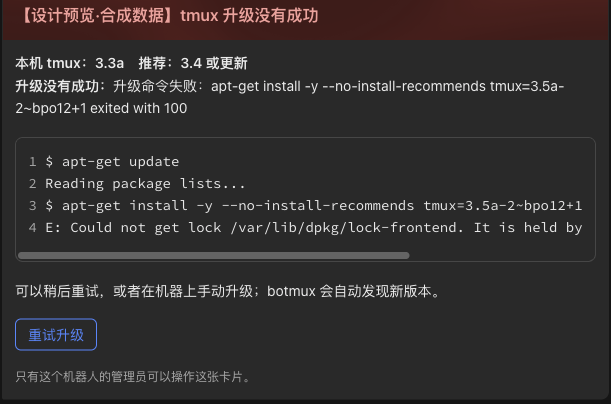 【设计预览·合成数据】tmux 升级没有成功
本机 tmux：3.3a 推荐：3.4 或更新
升级没有成功：升级命令失败：apt-get install -y --no-install-recommends tmux=3.5a-
2~bpo12+1 exited with 100
1 $ apt-get update
2 Reading package lists...
3 $ apt-get install -y --no-install-recommends tmux=3.5a-2~bpo12+1
4 E: Could not get lock /var/lib/dpkg/lock-frontend. It is held by
可以稍后重试，或者在机器上手动升级；botmux 会自动发现新版本。
重试升级
只有这个机器人的管理员可以操作这张卡片。